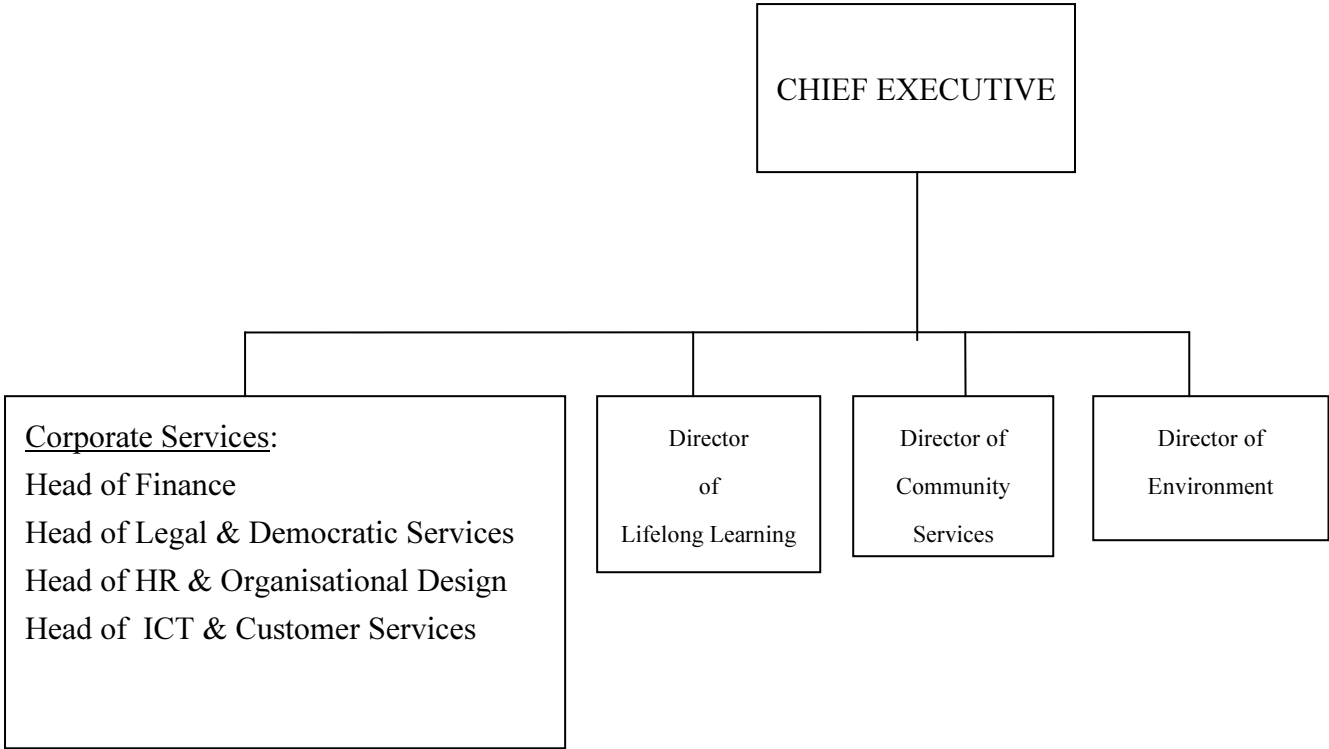 CHIEF EXECUTIVE
Corporate Services:
Head of Finance
Head of Legal & Democratic Services
Head of HR & Organisational Design
Head of  ICT & Customer Services
Director
of
Lifelong Learning
Director of
Community
Services
Director of
Environment